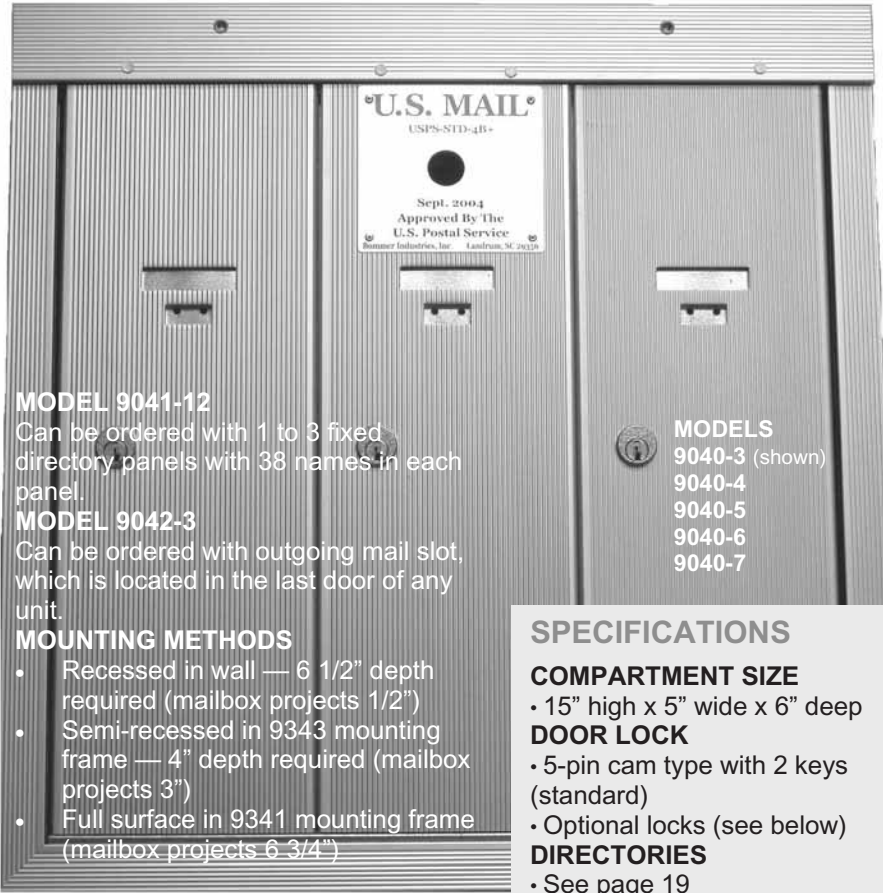 U.S. MAIL
USPS-STD-4B+
Sept. 2004
Approved By The
U.S. Postal Service
Bommer Industries, Inc. Landrum, SC 29356
MODEL 9041-12
Can be ordered with 1 to 3 fixed
directory panels with 38 names in each
panel.
MODEL 9042-3
Can be ordered with outgoing mail slot,
which is located in the last door of any
unit.
MOUNTING METHODS
• Recessed in wall — 6 1/2” depth
required (mailbox projects 1/2”)
• Semi-recessed in 9343 mounting
frame — 4” depth required (mailbox
projects 3”)
• Full surface in 9341 mounting frame
(mailbox projects 6 3/4”)
MODELS
9040-3 (shown)
9040-4
9040-5
9040-6
9040-7
SPECIFICATIONS
COMPARTMENT SIZE
• 15” high x 5” wide x 6” deep
DOOR LOCK
• 5-pin cam type with 2 keys
(standard)
• Optional locks (see below)
DIRECTORIES
• See page 19